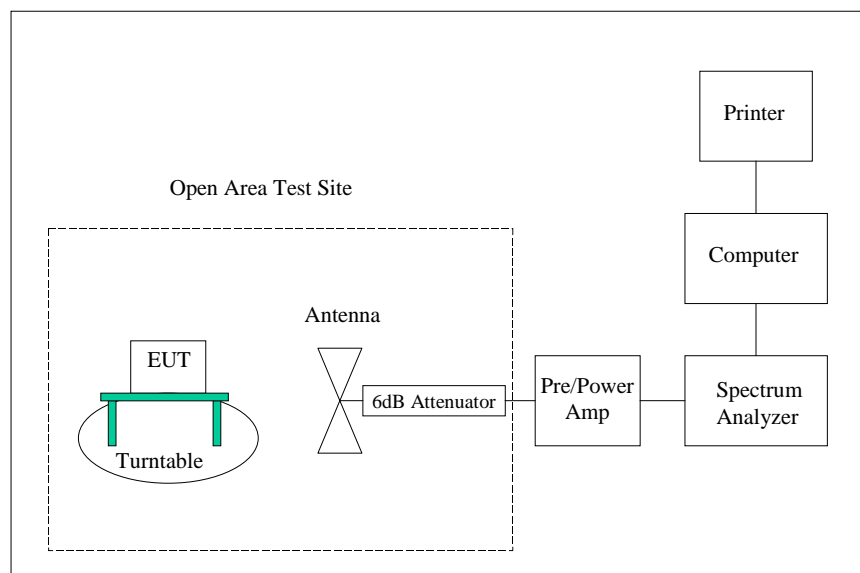 Printer
Open Area Test Site
Computer
Antenna
EUT
Pre/Power
Amp
Spectrum
Analyzer
6dB Attenuator
Turntable